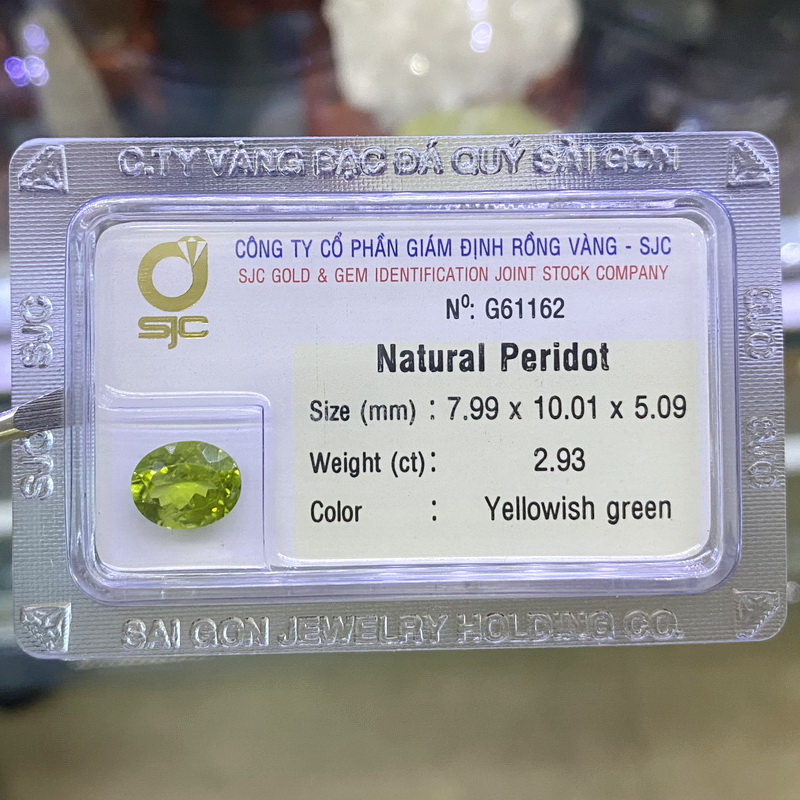 C.TY VÀNG BẠC ĐÁ QUÝ SÀI GÒN
SJC
CÔNG TY CỔ PHẦN GIÁM ĐỊNH RỒNG VÀNG - SJC
SJC GOLD & GEM IDENTIFICATION JOINT STOCK COMPANY
Nº: G61162
Natural Peridot
Size (mm) : 7.99 x 10.01 x 5.09
Weight (ct): 2.93
Color : Yellowish green
SJC
SJC
SJC
SJC
SAI GON JEWELRY HOLDING CO.